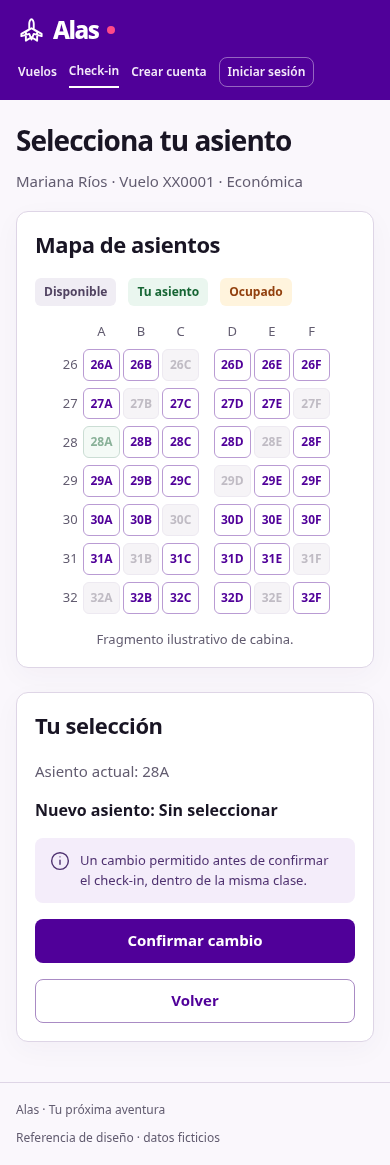 Alas
Vuelos Check-in Crear cuenta Iniciar sesión
Selecciona tu asiento
Mariana Ríos · Vuelo XX0001 · Económica
Mapa de asientos
Disponible Tu asiento Ocupado
A B C D E F
26 26A 26B 26C 26D 26E 26F
27 27A 27B 27C 27D 27E 27F
28 28A 28B 28C 28D 28E 28F
29 29A 29B 29C 29D 29E 29F
30 30A 30B 30C 30D 30E 30F
31 31A 31B 31C 31D 31E 31F
32 32A 32B 32C 32D 32E 32F
Fragmento ilustrativo de cabina.
Tu selección
Asiento actual: 28A
Nuevo asiento: Sin seleccionar
Un cambio permitido antes de confirmar
el check-in, dentro de la misma clase.
Confirmar cambio
Volver
Alas · Tu próxima aventura
Referencia de diseño · datos ficticios